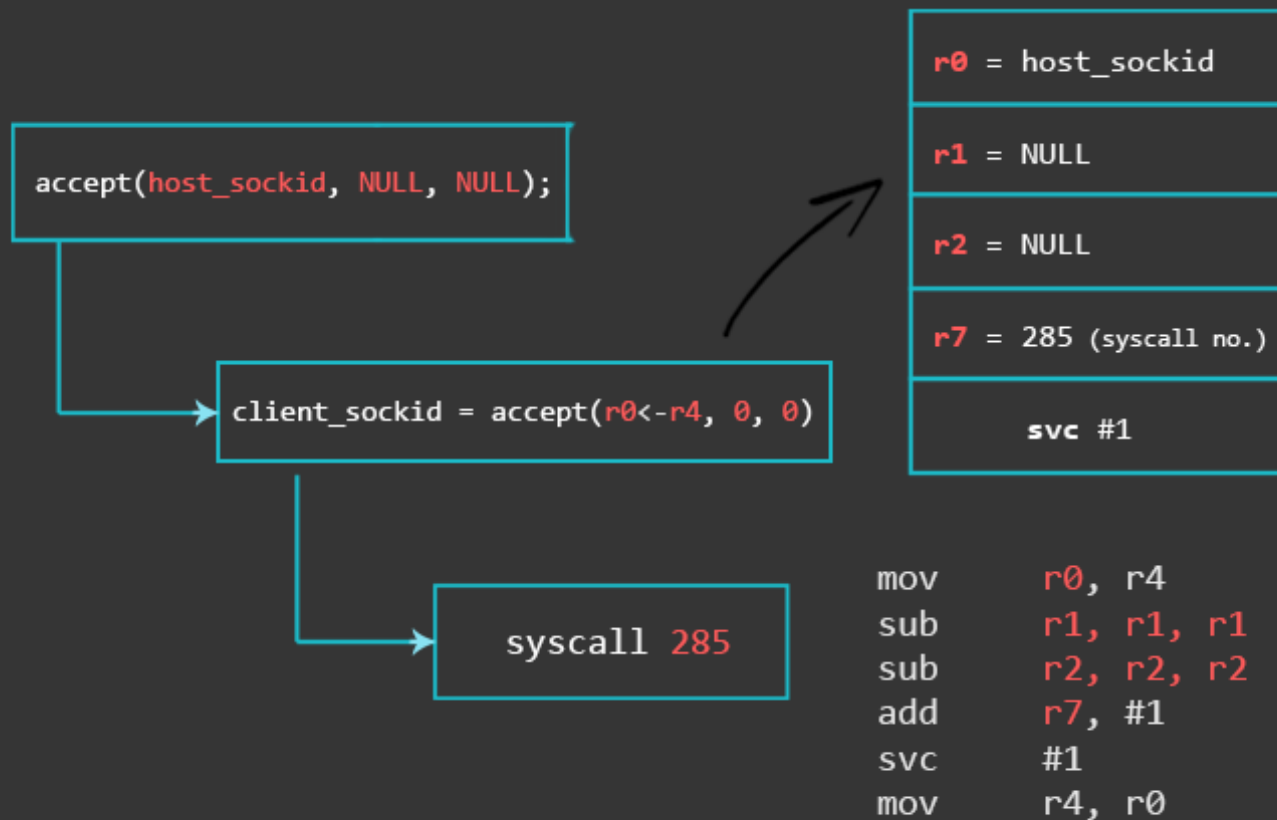 accept(host_sockid, NULL, NULL);
client_sockid = accept(r0<-r4, 0, 0)
syscall 285
r0 = host_sockid
r1 = NULL
r2 = NULL
r7 = 285 (syscall no.)
svc #1
mov r0, r4
sub r1, r1, r1
sub r2, r2, r2
add r7, #1
svc #1
mov r4, r0